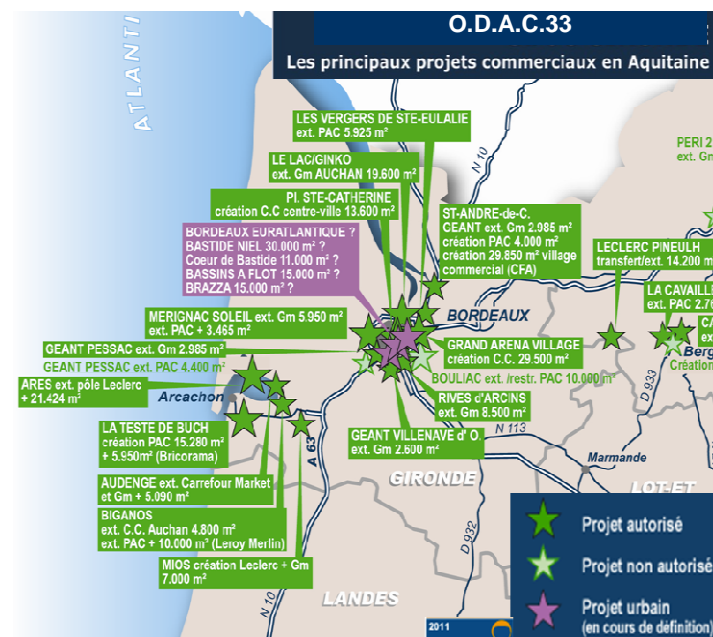 O.D.A.C.33
Les principaux projets commerciaux en Aquitaine
ATLANTI
N 10
LES VERGERS DE STE-EULALIE
ext. PAC 5.925 m²
LE LAC/GINKO
ext. Gm AUCHAN 19.600 m²
PI. STE-CATHERINE
création C.C centre-ville 13.600 m²
BORDEAUX EURATLANTIQUE ?
BASTIDE NIEL 30.000 m² ?
Coeur de Bastide 11.000 m² ?
BASSINS A FLOT 15.000 m² ?
BRAZZA 15.000 m² ?
ST-ANDRE-de-C.
GEANT ext. Gm 2.985 m²
création PAC 4.000 m²
création 29.850 m² village
commercial (CFA)
PERI 2
ext. Gm
LECLERC PINEULH
transfert/ext. 14.200 m
LA CAVAILLE
ext. PAC 2.76
C/
ex
Berg
Création
MERIGNAC SOLEIL ext. Gm 5.950 m²
ext. PAC + 3.465 m²
BORDEAUX
GEANT PESSAC ext. Gm 2.985 m²
GEANT PESSAC ext. PAC 4.400 m²
GRAND ARENA VILLAGE
création C.C. 29.500 m²
BOULIAC ext. /restr. PAC 10.000 m²
ARES ext. pôle Leclerc
+ 21.424 m²
Arcachon
RIVES d'ARCINS
ext. Gm 8.500 m²
D 933
LA TESTE DE BUCH
création PAC 15.280 m²
+ 5.950m² (Bricorama)
A 63
GEANT VILLENAVE d' O.
ext. Gm 2.600 m²
N 113
Marmande
GIRONDE
LOT-ET
AUDENGE ext. Carrefour Market
et Gm + 5.090 m²
BIGANOS
ext. C.C. Auchan 4.800 m²
ext. PAC + 10.000 m² (Leroy Merlin)
D 932
MIOS création Leclerc + Gm
7.000 m²
N 10
LANDES
Projet autorisé
Projet non autorisé
Projet urbain
(en cours de définition)
2011